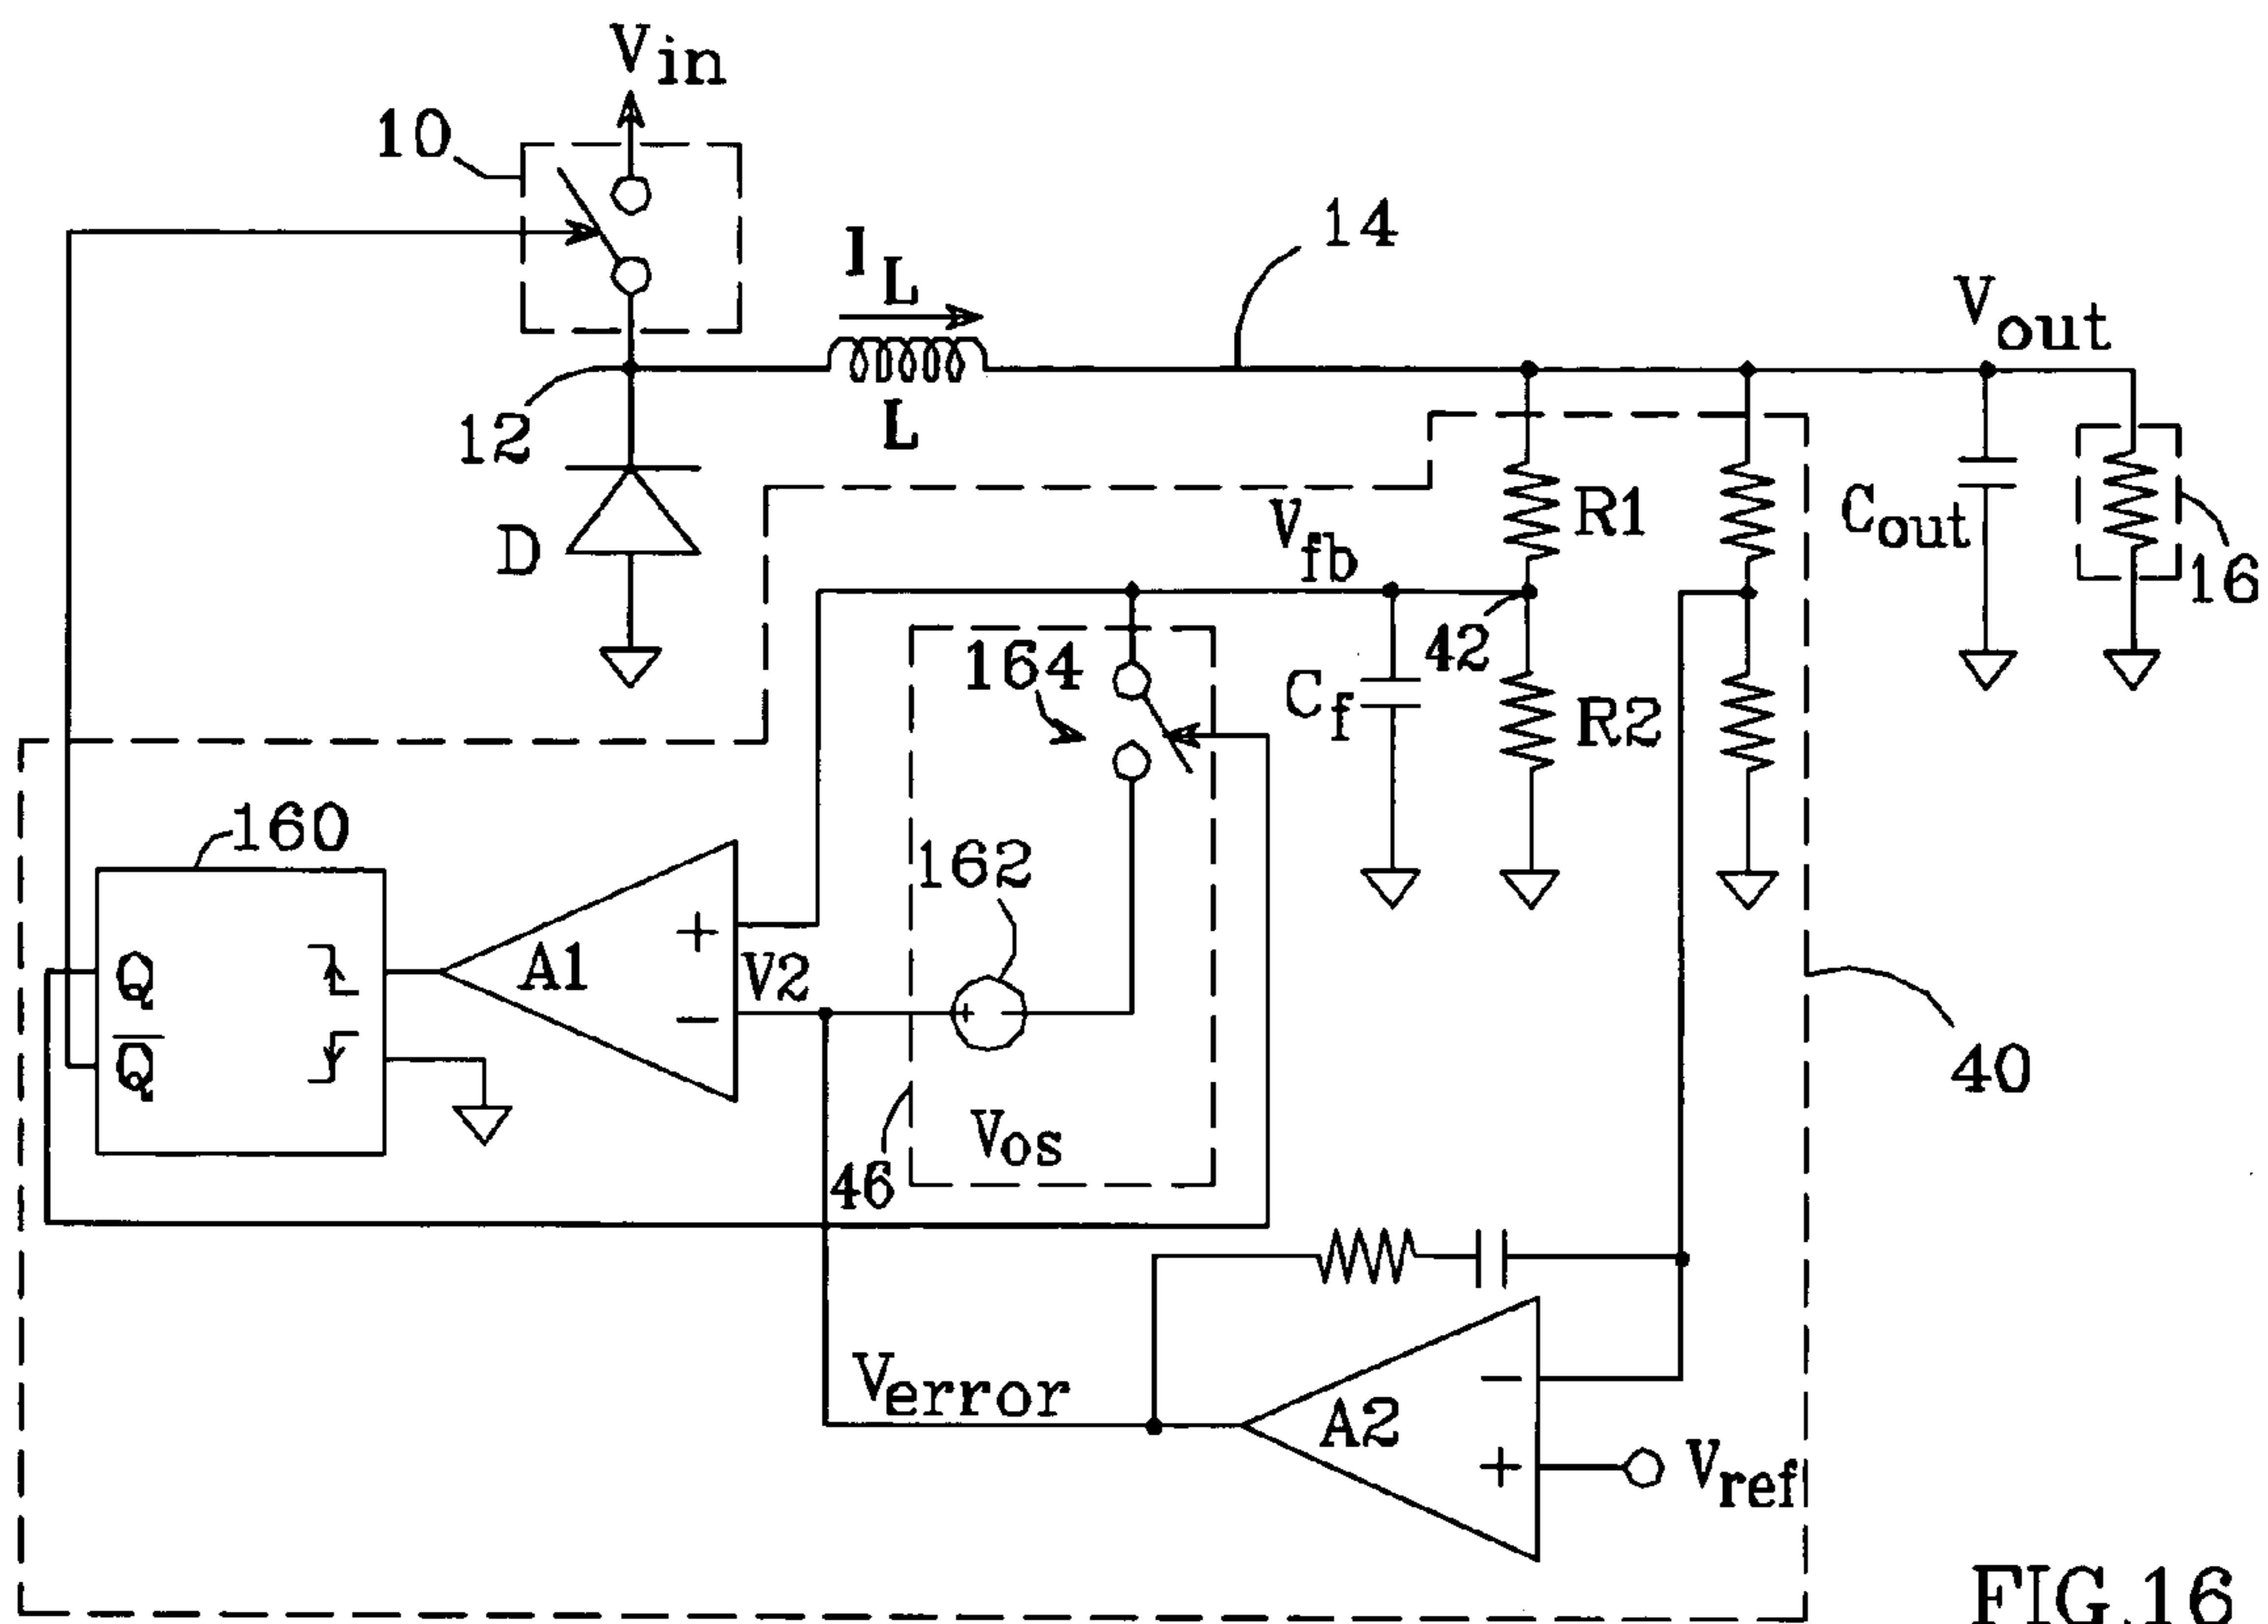 Vin
10
14
IL
L
Vout
12
D
Vfb
R1
Cout
16
164
42
Cf
R2
160
162
Q
Q̅
A1
+
−
V2
+ −
40
Vos
46
Verror
A2
−
+
Vref
FIG.16